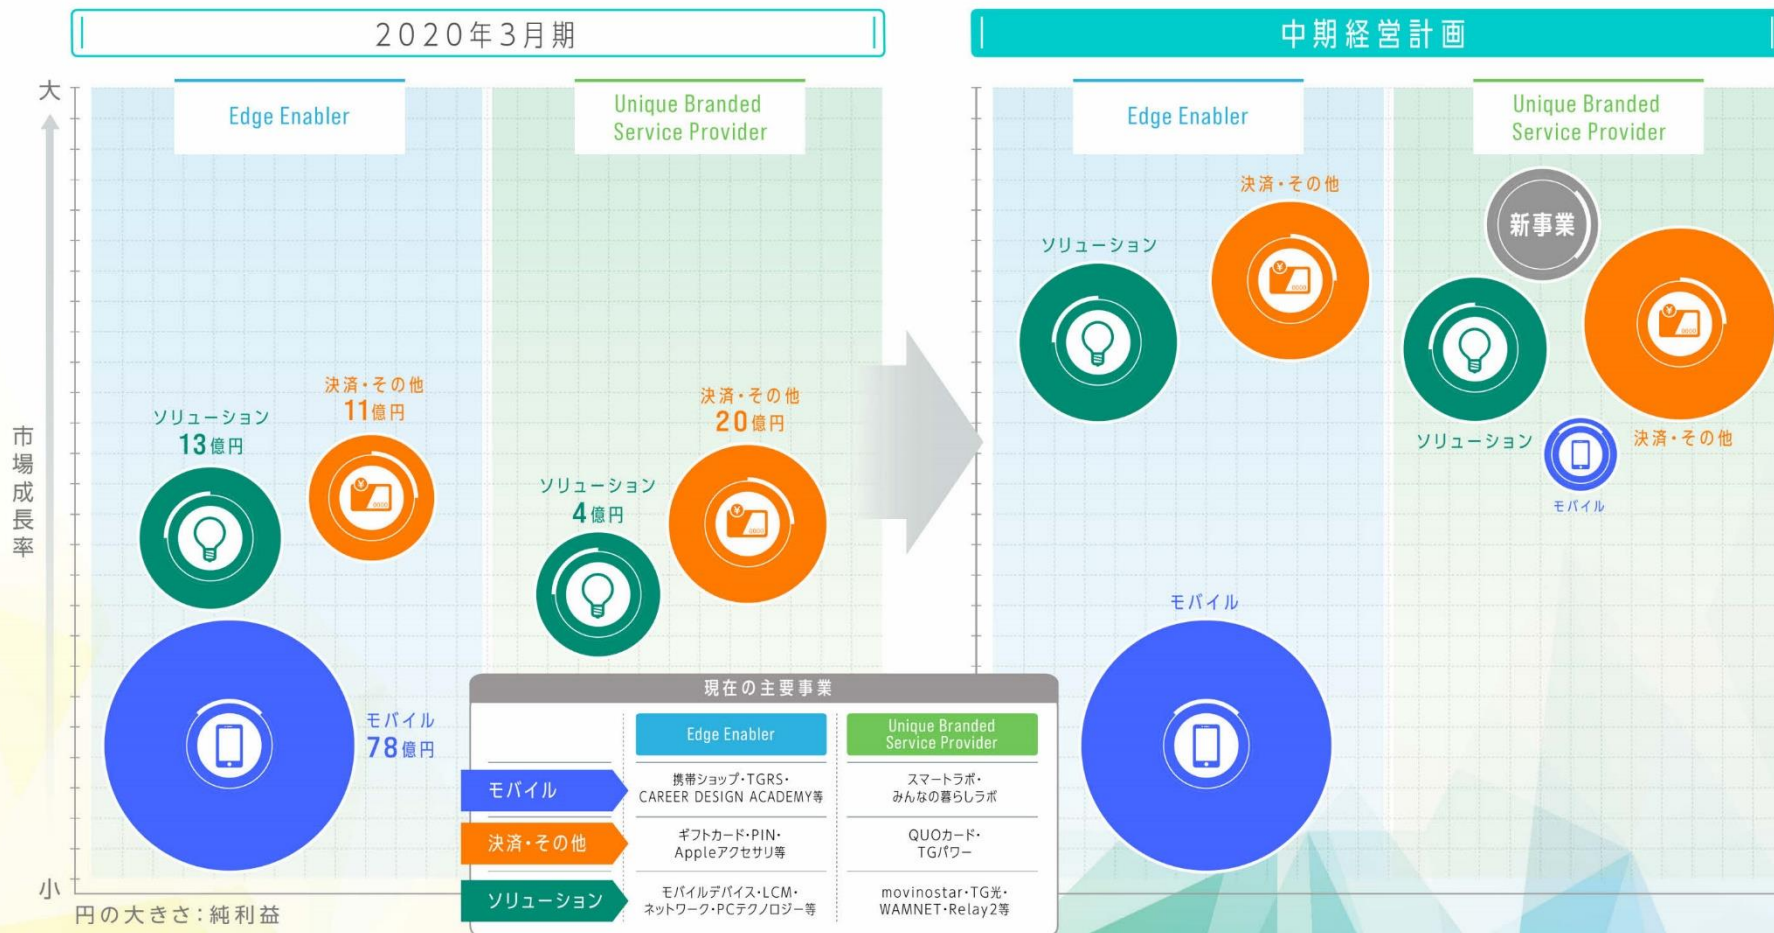 2020年3月期
中期経営計画
大
市場成長率
小
円の大きさ:純利益
Edge Enabler
Unique Branded
Service Provider
ソリューション
13億円
決済・その他
11億円
モバイル
78億円
ソリューション
4億円
決済・その他
20億円
Edge Enabler
Unique Branded
Service Provider
ソリューション
決済・その他
モバイル
新事業
ソリューション
決済・その他
モバイル
現在の主要事業
Edge Enabler
Unique Branded
Service Provider
モバイル
携帯ショップ・TGRS・
CAREER DESIGN ACADEMY等
スマートラボ・
みんなの暮らしラボ
決済・その他
ギフトカード・PIN・
Appleアクセサリ等
QUOカード・
TGパワー
ソリューション
モバイルデバイス・LCM・
ネットワーク・PCテクノロジー等
movinostar・TG光・
WAMNET・Relay2等